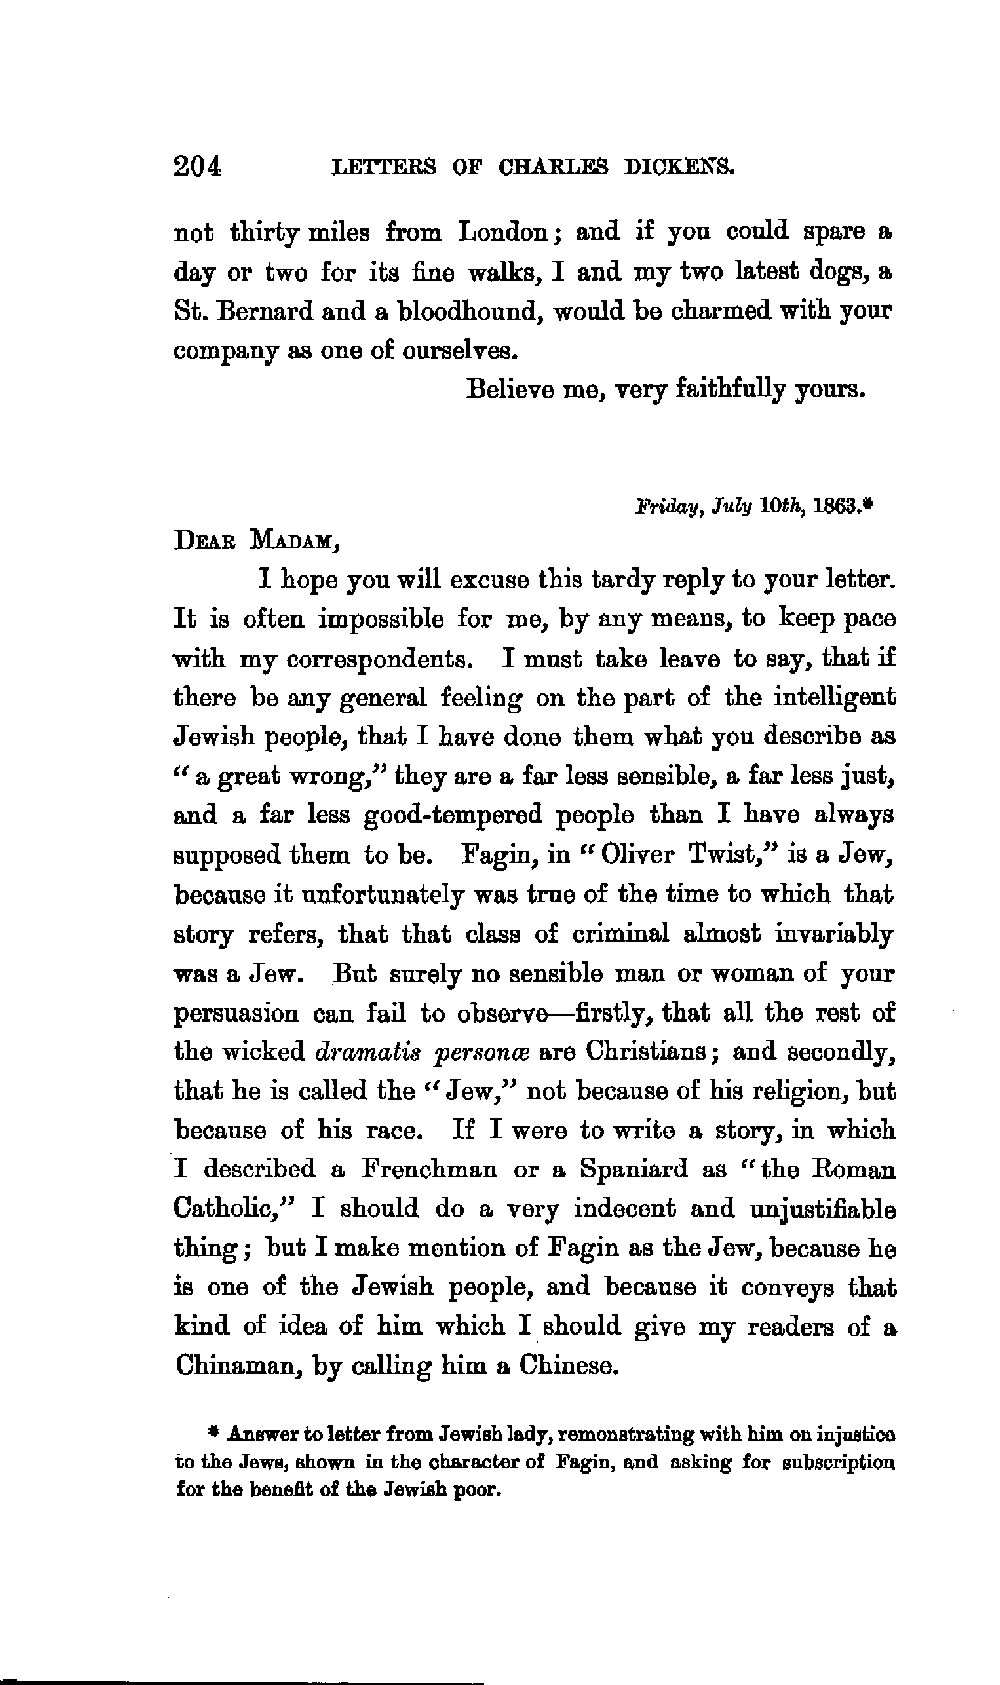 204 LETTERS OF CHARLES DICKENS.
not thirty miles from London; and if you could spare a
day or two for its fine walks, I and my two latest dogs, a
St. Bernard and a bloodhound, would be charmed with your
company as one of ourselves.
Believe me, very faithfully yours.
Friday, July 10th, 1863.*
DEAR MADAM,
I hope you will excuse this tardy reply to your letter.
It is often impossible for me, by any means, to keep pace
with my correspondents. I must take leave to say, that if
there be any general feeling on the part of the intelligent
Jewish people, that I have done them what you describe as
“a great wrong,” they are a far less sensible, a far less just,
and a far less good-tempered people than I have always
supposed them to be. Fagin, in “Oliver Twist,” is a Jew,
because it unfortunately was true of the time to which that
story refers, that that class of criminal almost invariably
was a Jew. But surely no sensible man or woman of your
persuasion can fail to observe—firstly, that all the rest of
the wicked dramatis personæ are Christians; and secondly,
that he is called the “Jew,” not because of his religion, but
because of his race. If I were to write a story, in which
I described a Frenchman or a Spaniard as “the Roman
Catholic,” I should do a very indecent and unjustifiable
thing; but I make mention of Fagin as the Jew, because he
is one of the Jewish people, and because it conveys that
kind of idea of him which I should give my readers of a
Chinaman, by calling him a Chinese.
* Answer to letter from Jewish lady, remonstrating with him on injustice
to the Jews, shown in the character of Fagin, and asking for subscription
for the benefit of the Jewish poor.